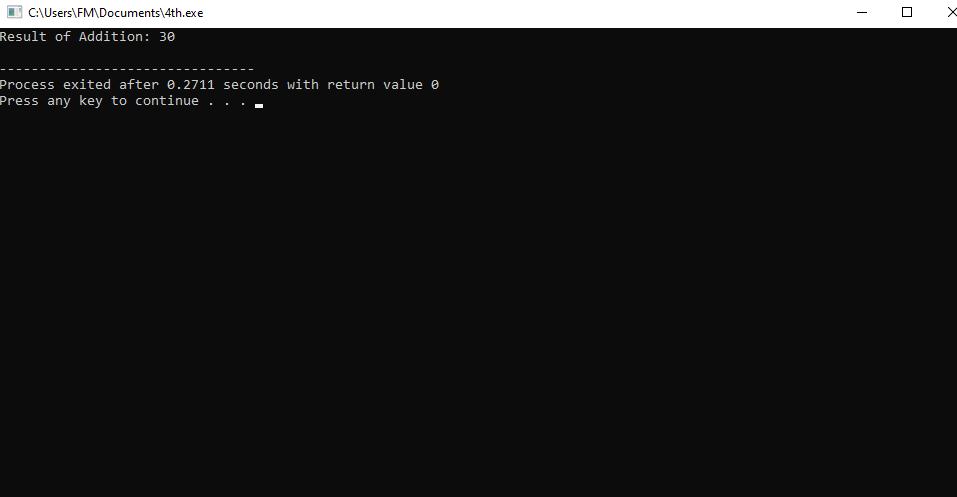 C:\Users\FM\Documents\4th.exe
Result of Addition: 30
--------------------------------
Process exited after 0.2711 seconds with return value 0
Press any key to continue . . .